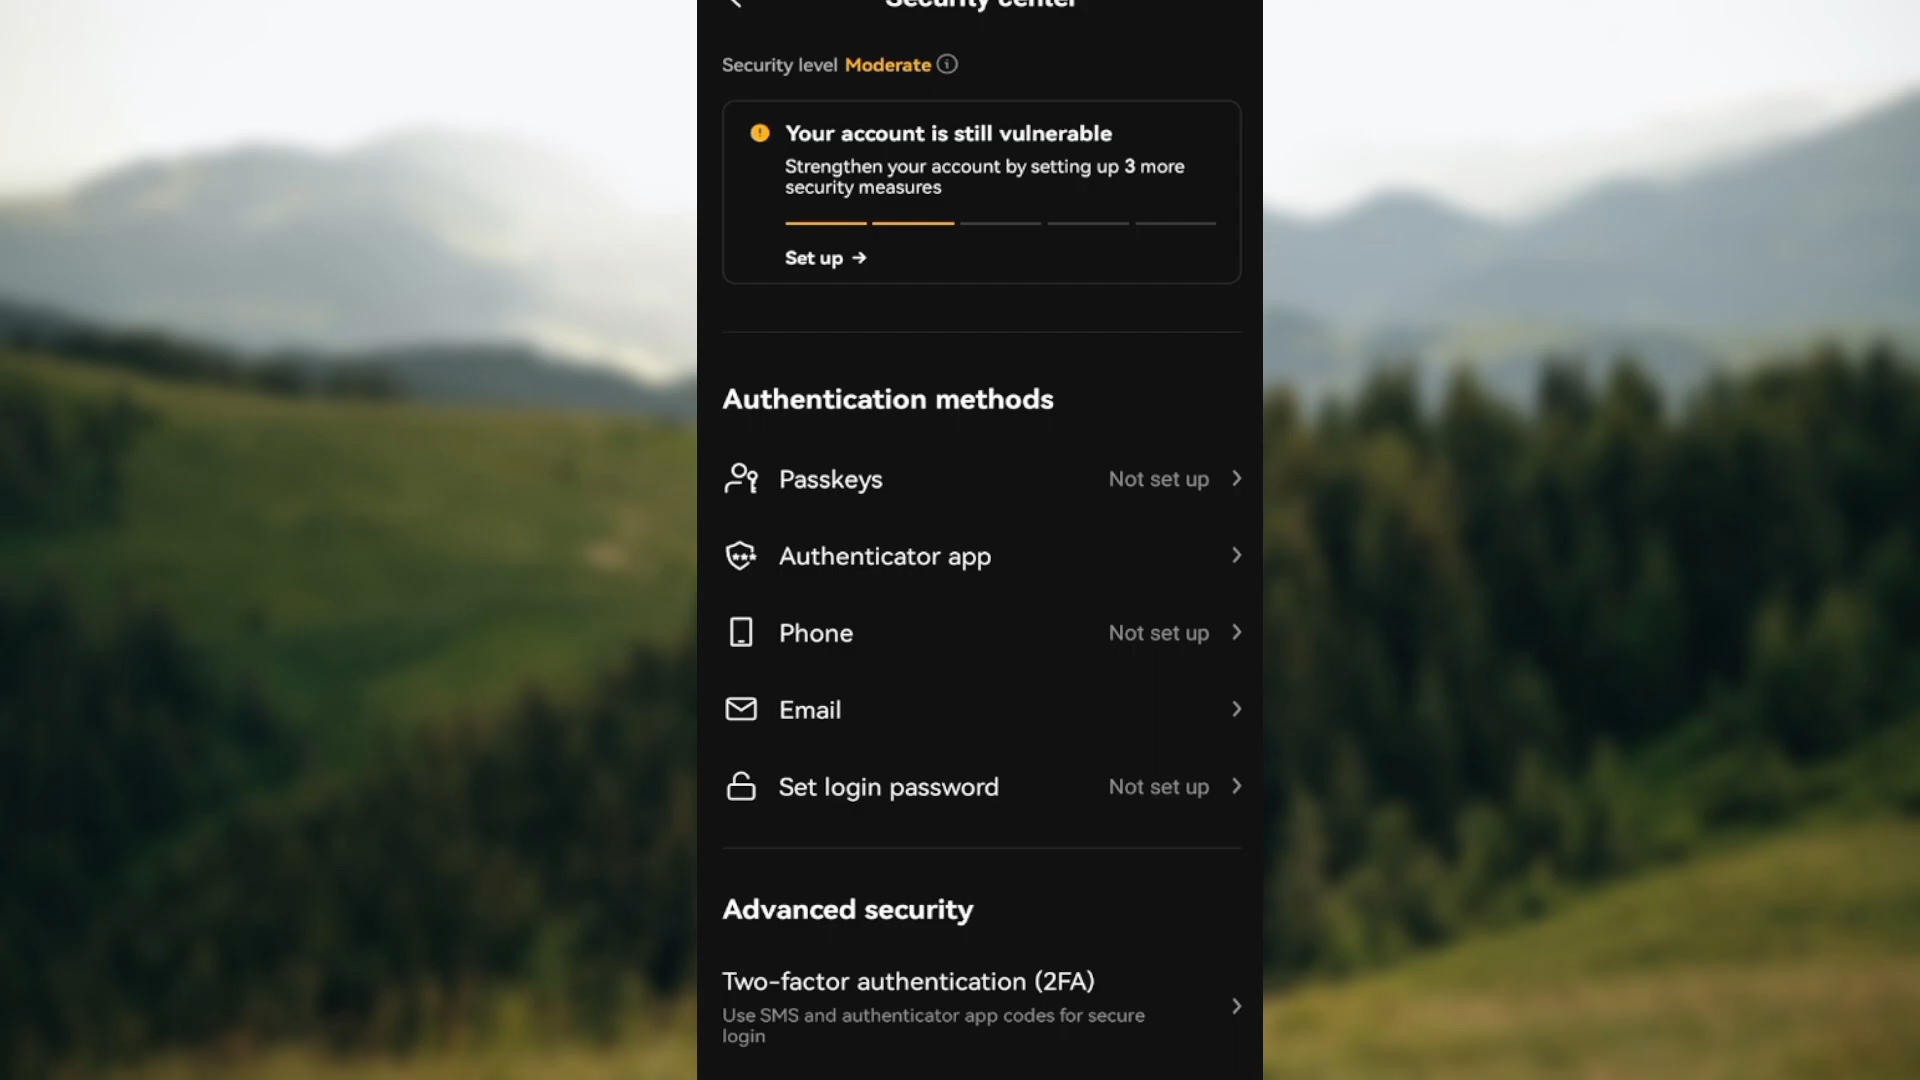 Security center
Security level Moderate
Your account is still vulnerable
Strengthen your account by setting up 3 more
security measures
Set up →
Authentication methods
Passkeys Not set up
Authenticator app
Phone Not set up
Email
Set login password Not set up
Advanced security
Two-factor authentication (2FA)
Use SMS and authenticator app codes for secure
login